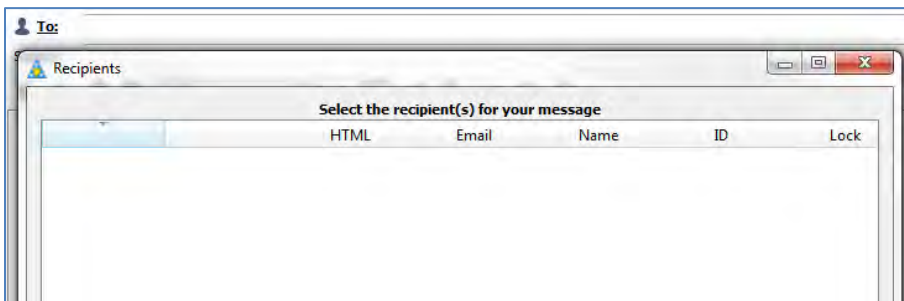 To:
S
Recipients
Select the recipient(s) for your message
HTML Email Name ID Lock